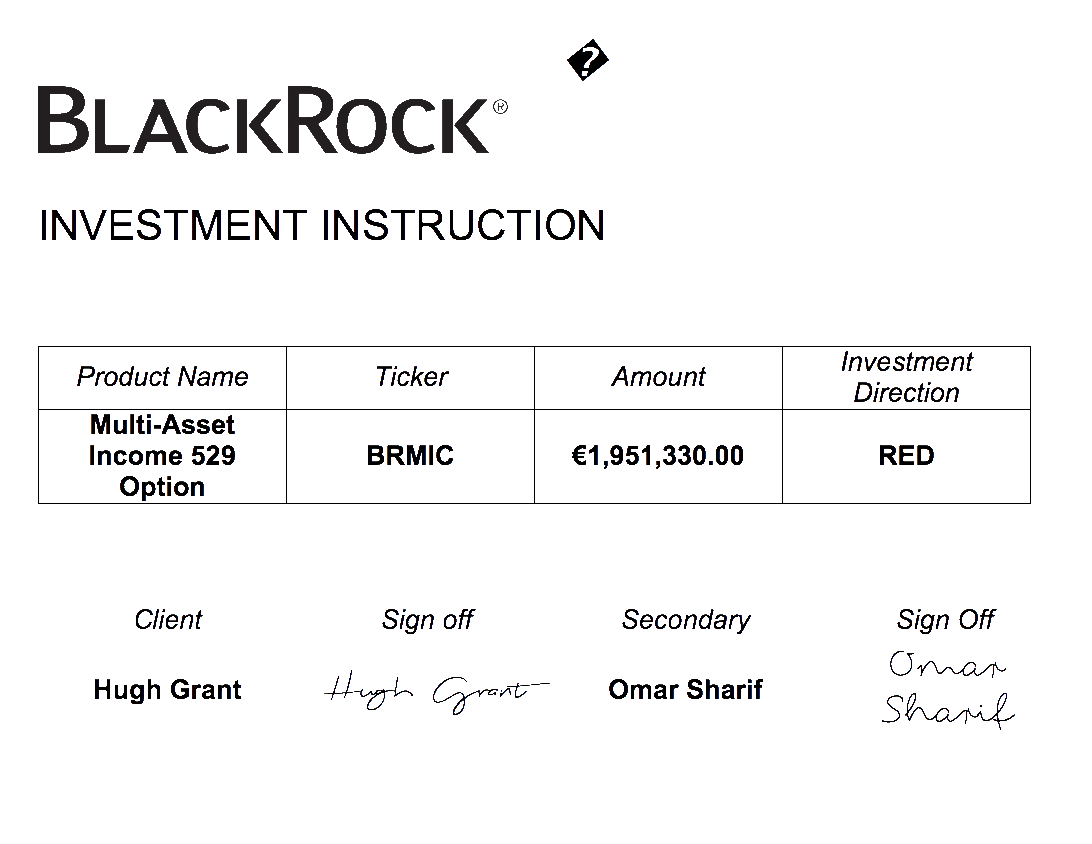 �
BLACKROCK®
INVESTMENT INSTRUCTION
Product Name Ticker Amount Investment Direction
Multi-Asset Income 529 Option BRMIC €1,951,330.00 RED
Client Sign off Secondary Sign Off
Hugh Grant Hugh Grant Omar Sharif Omar Sharif